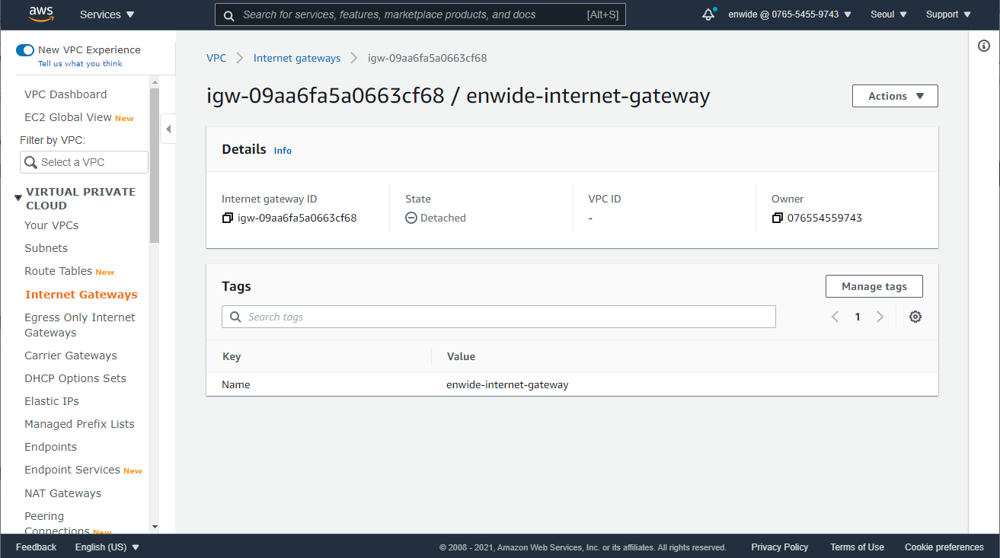 aws
Services ▼
Search for services, features, marketplace products, and docs [Alt+S]
enwide @ 0765-5455-9743 ▼
Seoul ▼
Support ▼
New VPC Experience
Tell us what you think
VPC Dashboard
EC2 Global View New
Filter by VPC:
Select a VPC
VIRTUAL PRIVATE
CLOUD
Your VPCs
Subnets
Route Tables New
Internet Gateways
Egress Only Internet
Gateways
Carrier Gateways
DHCP Options Sets
Elastic IPs
Managed Prefix Lists
Endpoints
Endpoint Services New
NAT Gateways
Peering
Connections New
VPC > Internet gateways > igw-09aa6fa5a0663cf68
igw-09aa6fa5a0663cf68 / enwide-internet-gateway
Actions ▼
Details Info
Internet gateway ID
igw-09aa6fa5a0663cf68
State
Detached
VPC ID
-
Owner
076554559743
Tags
Manage tags
Search tags
1
Key Value
Name enwide-internet-gateway
Feedback English (US) ▼
© 2008 - 2021, Amazon Web Services, Inc. or its affiliates. All rights reserved. Privacy Policy Terms of Use Cookie preferences